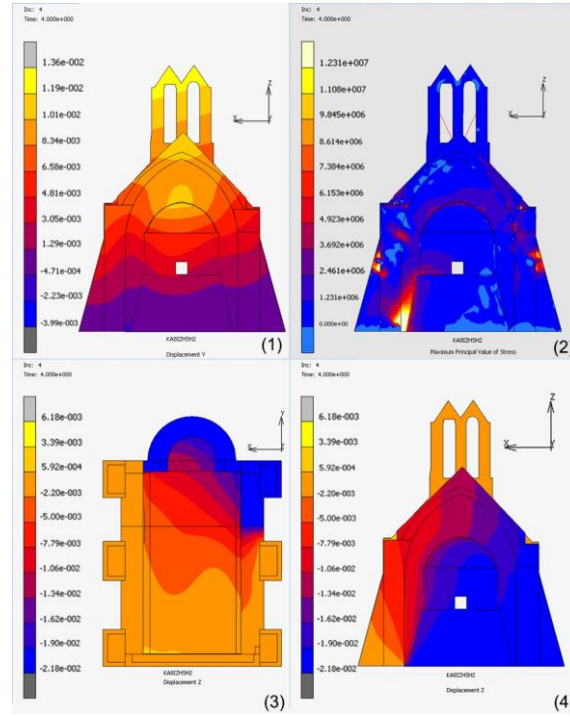 Inc: 4
Time: 4.000e+000
1.36e-002
1.19e-002
1.01e-002
8.34e-003
6.58e-003
4.81e-003
3.05e-003
1.29e-003
-4.71e-004
-2.23e-003
-3.99e-003
Z
KA8IZHSH2
Displacement Y
(1)
Inc: 4
Time: 4.000e+000
1.231e+007
1.108e+007
9.845e+006
8.614e+006
7.384e+006
6.153e+006
4.923e+006
3.692e+006
2.461e+006
1.231e+006
0.000e+00
Z
KA8IZHSH2
Maximum Principal Value of Stress
(2)
Inc: 4
Time: 4.000e+000
6.18e-003
3.39e-003
5.92e-004
-2.20e-003
-5.00e-003
-7.79e-003
-1.06e-002
-1.34e-002
-1.62e-002
-1.90e-002
-2.18e-002
Y
KA8IZHSH2
Displacement Z
(3)
Inc: 4
Time: 4.000e+000
6.18e-003
3.39e-003
5.92e-004
-2.20e-003
-5.00e-003
-7.79e-003
-1.06e-002
-1.34e-002
-1.62e-002
-1.90e-002
-2.18e-002
Z
X
KA8IZHSH2
Displacement Z
(4)